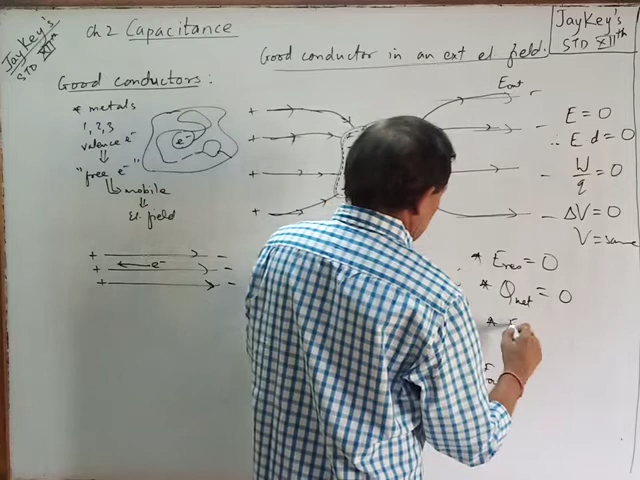 JayKey's
STD XIIth
Ch 2 Capacitance
JayKey's
STD XIIth
Good conductor in an ext el field.
Good conductors:
* metals
1, 2, 3
valence e⁻
⇓
"free e⁻"
↳ mobile
↓
El. field
e⁻
+ → −
+ ← e⁻ → −
+ → −
+
+
+
+
Eout
−
−
−
E = 0
∴ E·d = 0
W/q = 0
ΔV = 0
V = same
* Eres = 0
* Qnet = 0
*